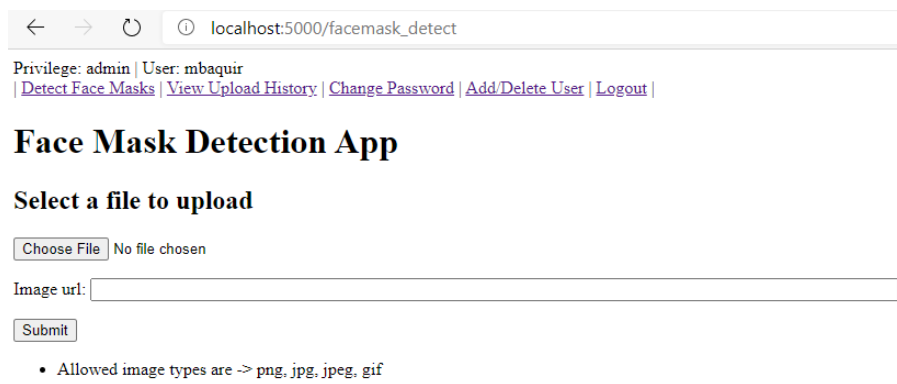 localhost:5000/facemask_detect
Privilege: admin | User: mbaquir
| Detect Face Masks | View Upload History | Change Password | Add/Delete User | Logout |
Face Mask Detection App
Select a file to upload
Choose File No file chosen
Image url:
Submit
• Allowed image types are -> png, jpg, jpeg, gif